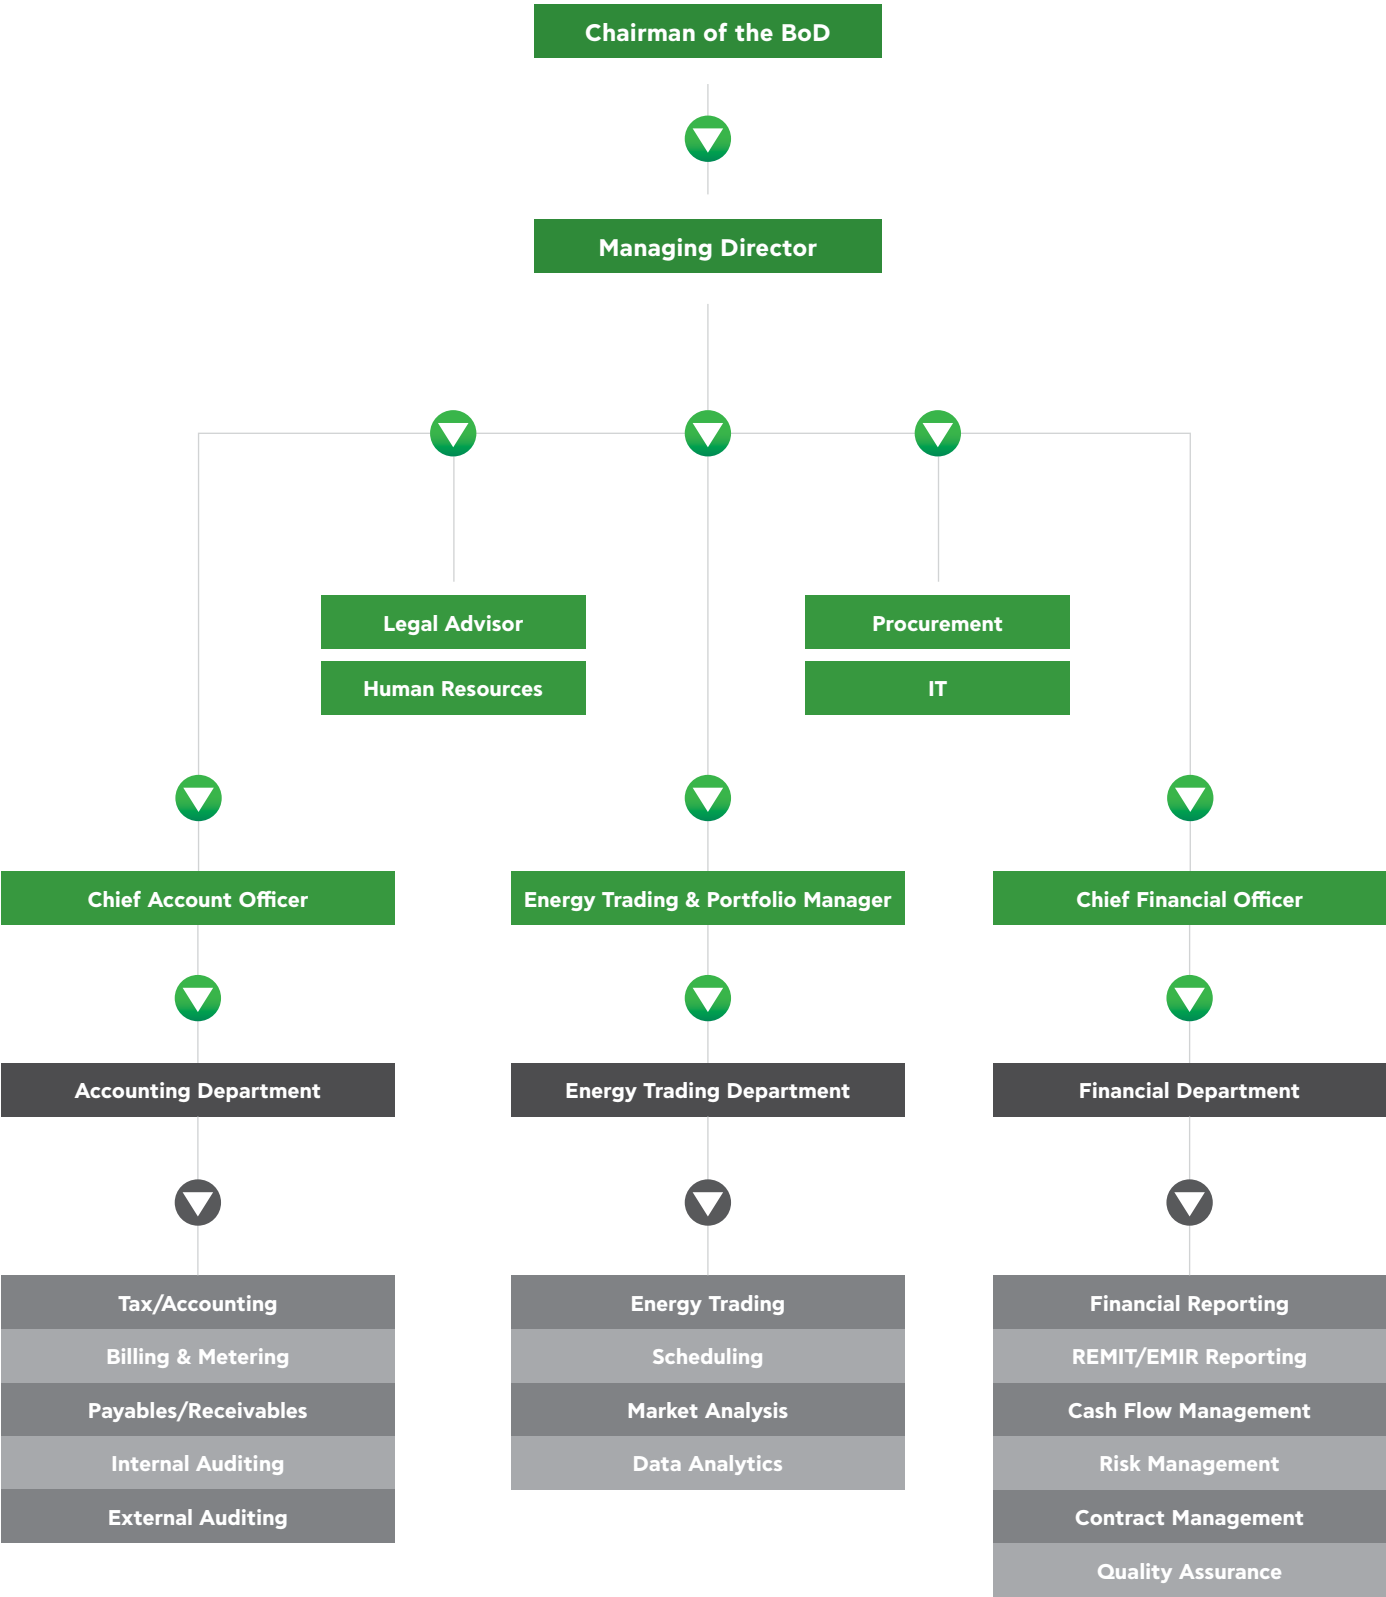 Chairman of the BoD
Managing Director
Legal Advisor
Procurement
Human Resources
IT
Chief Account Officer
Energy Trading & Portfolio Manager
Chief Financial Officer
Accounting Department
Energy Trading Department
Financial Department
Tax/Accounting
Billing & Metering
Payables/Receivables
Internal Auditing
External Auditing
Energy Trading
Scheduling
Market Analysis
Data Analytics
Financial Reporting
REMIT/EMIR Reporting
Cash Flow Management
Risk Management
Contract Management
Quality Assurance